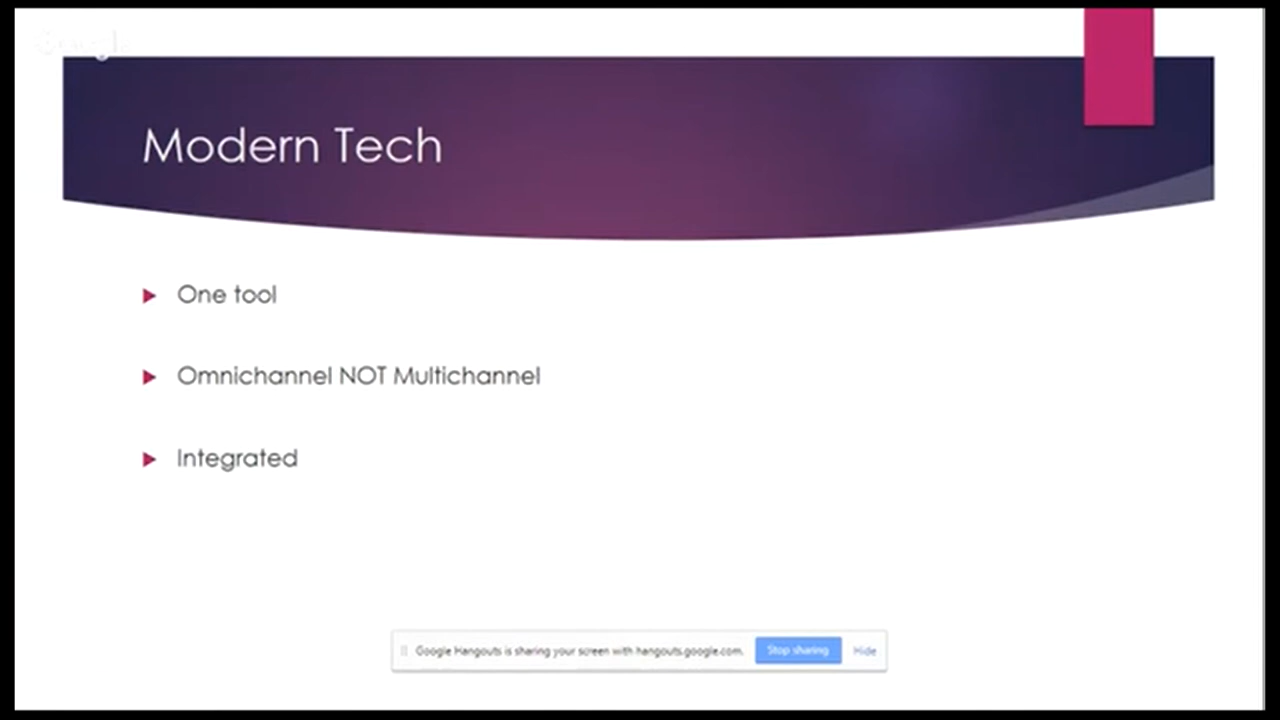 Google
Modern Tech
One tool
Omnichannel NOT Multichannel
Integrated
Google Hangouts is sharing your screen with hangouts.google.com.
Stop sharing
Hide